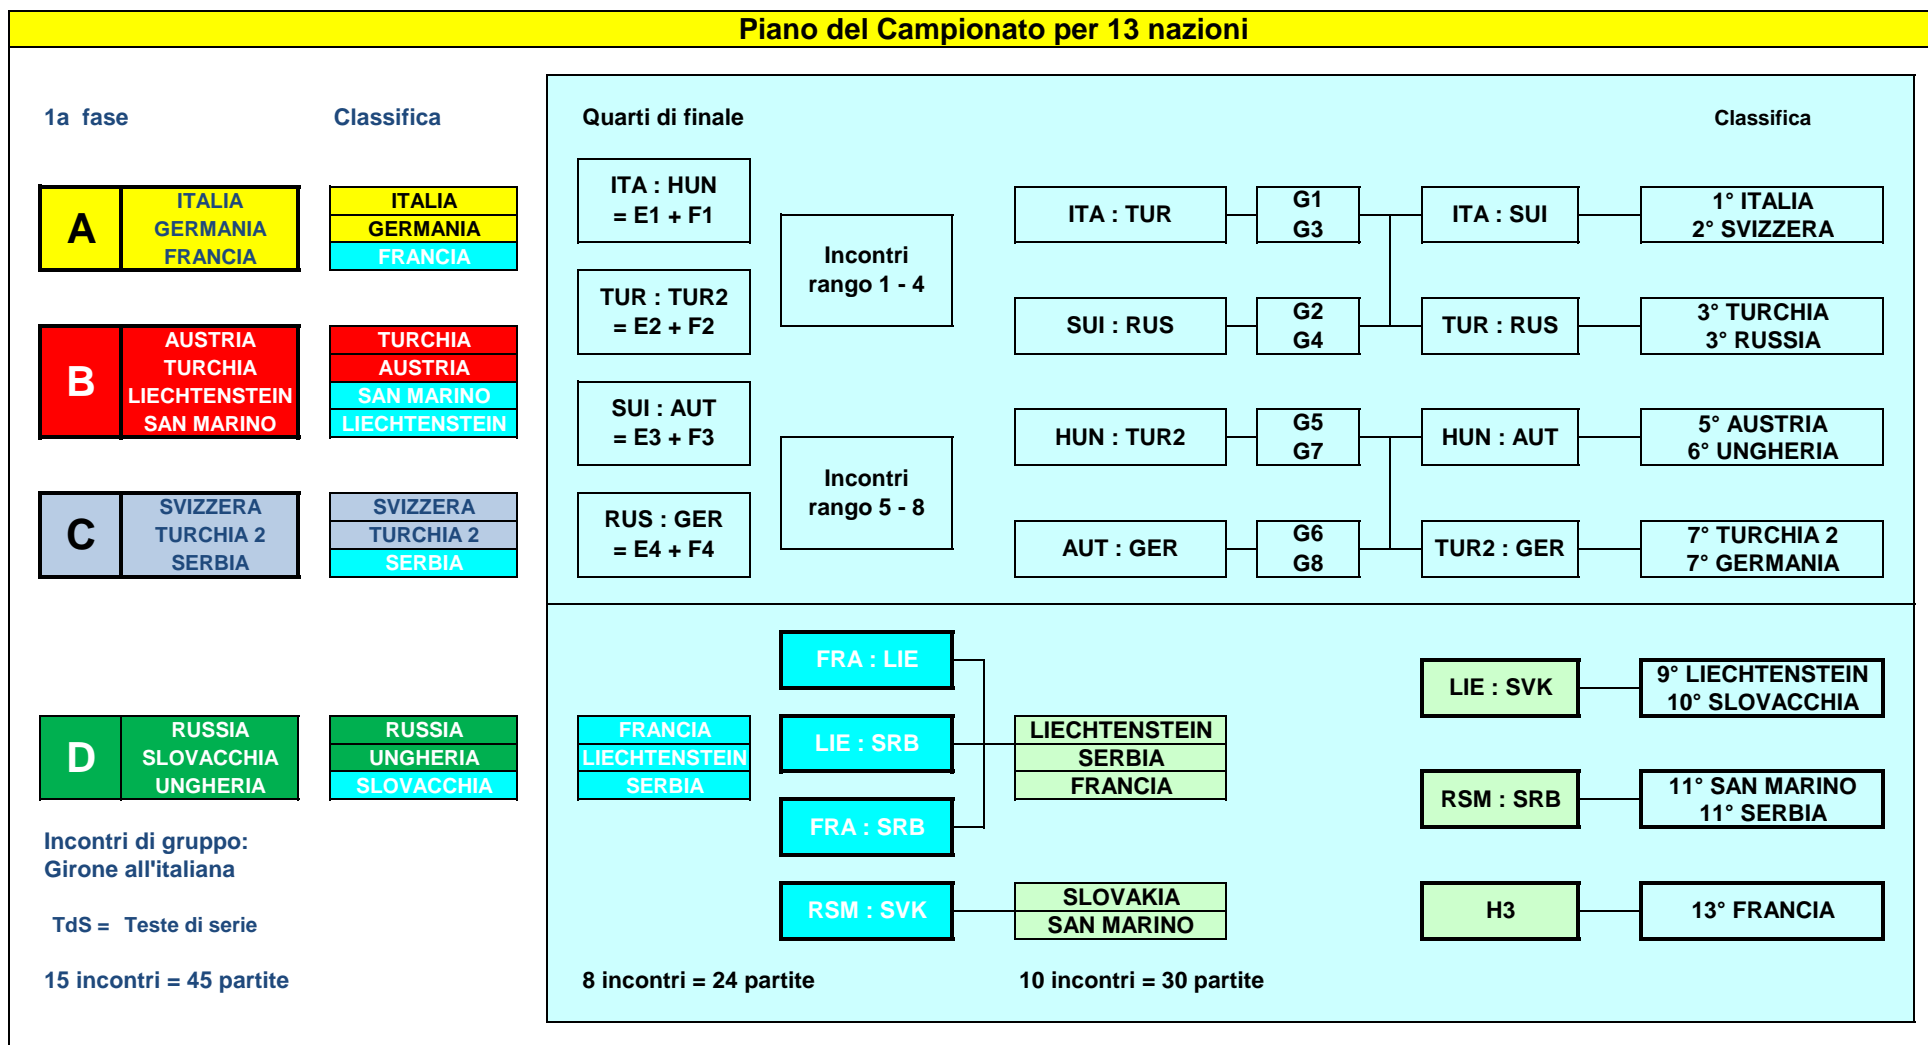 Piano del Campionato per 13 nazioni
1a fase
Classifica
Quarti di finale
Classifica
A
ITALIA
GERMANIA
FRANCIA
ITALIA
GERMANIA
FRANCIA
B
AUSTRIA
TURCHIA
LIECHTENSTEIN
SAN MARINO
TURCHIA
AUSTRIA
SAN MARINO
LIECHTENSTEIN
C
SVIZZERA
TURCHIA 2
SERBIA
SVIZZERA
TURCHIA 2
SERBIA
D
RUSSIA
SLOVACCHIA
UNGHERIA
RUSSIA
UNGHERIA
SLOVACCHIA
Incontri di gruppo:
Girone all'italiana
TdS = Teste di serie
15 incontri = 45 partite
ITA : HUN
= E1 + F1
TUR : TUR2
= E2 + F2
SUI : AUT
= E3 + F3
RUS : GER
= E4 + F4
Incontri
rango 1 - 4
Incontri
rango 5 - 8
ITA : TUR
G1
G3
ITA : SUI
1° ITALIA
2° SVIZZERA
SUI : RUS
G2
G4
TUR : RUS
3° TURCHIA
3° RUSSIA
HUN : TUR2
G5
G7
HUN : AUT
5° AUSTRIA
6° UNGHERIA
AUT : GER
G6
G8
TUR2 : GER
7° TURCHIA 2
7° GERMANIA
FRANCIA
LIECHTENSTEIN
SERBIA
FRA : LIE
LIE : SRB
FRA : SRB
RSM : SVK
LIECHTENSTEIN
SERBIA
FRANCIA
SLOVAKIA
SAN MARINO
LIE : SVK
9° LIECHTENSTEIN
10° SLOVACCHIA
RSM : SRB
11° SAN MARINO
11° SERBIA
H3
13° FRANCIA
8 incontri = 24 partite
10 incontri = 30 partite